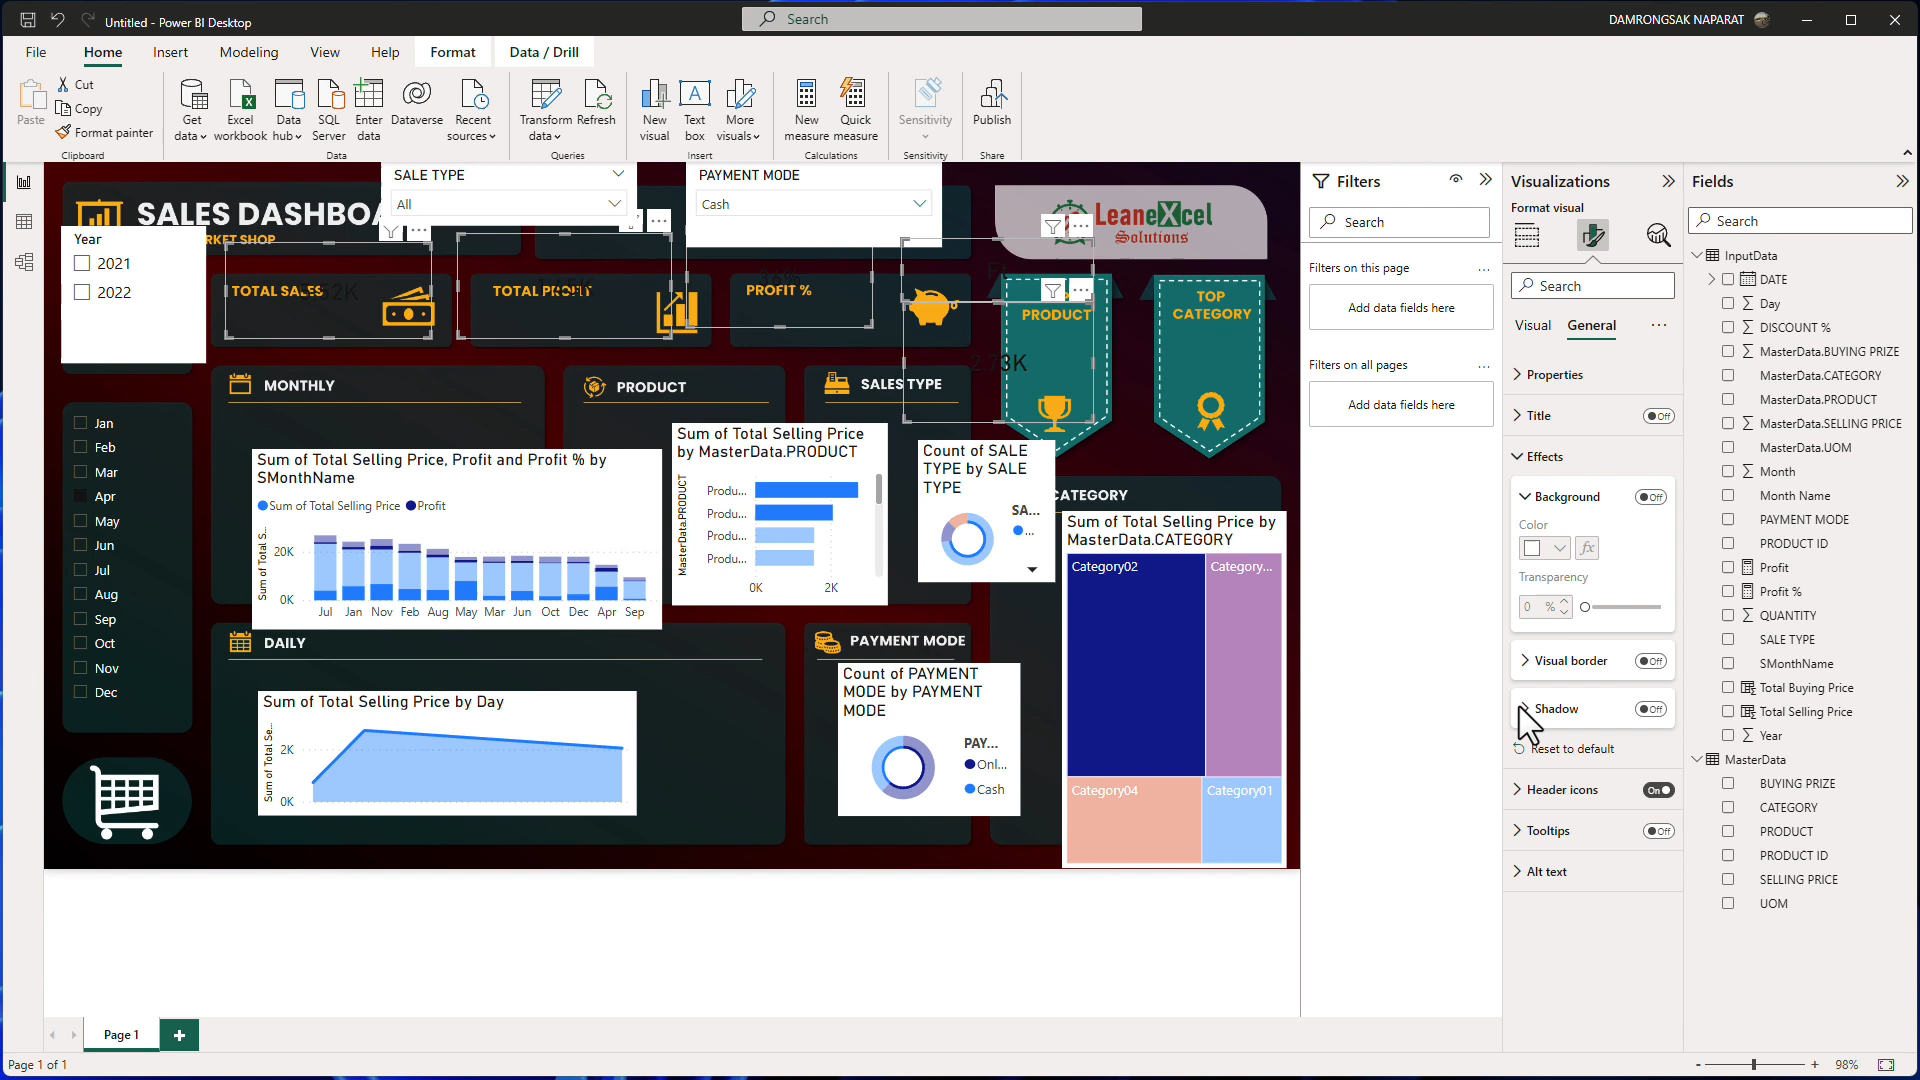 Untitled - Power BI Desktop
Search
DAMRONGSAK NAPARAT
File
Home
Insert
Modeling
View
Help
Format
Data / Drill
Paste
Cut
Copy
Format painter
Clipboard
Get data
Excel workbook
Data hub
SQL Server
Enter data
Dataverse
Recent sources
Data
Transform data
Refresh
Queries
New visual
Text box
More visuals
Insert
New measure
Quick measure
Calculations
Sensitivity
Sensitivity
Publish
Share
SALES DASHBOA
RKET SHOP
SALE TYPE
All
PAYMENT MODE
Cash
LeaneXcel
Solutions
Year
2021
2022
TOTAL SALES
TOTAL PROFIT
PROFIT %
PRODUCT
2.73K
TOP
CATEGORY
Jan
Feb
Mar
Apr
May
Jun
Jul
Aug
Sep
Oct
Nov
Dec
MONTHLY
Sum of Total Selling Price, Profit and Profit % by
SMonthName
Sum of Total Selling Price
Profit
Sum of Total S...
20K
0K
Jul Jan Nov Feb Aug May Mar Jun Oct Dec Apr Sep
PRODUCT
Sum of Total Selling Price
by MasterData.PRODUCT
MasterData.PRODUCT
Produ...
Produ...
Produ...
Produ...
0K 2K
SALES TYPE
Count of SALE
TYPE by SALE
TYPE
SA...
...
CATEGORY
Sum of Total Selling Price by
MasterData.CATEGORY
Category02
Category...
Category04
Category01
DAILY
Sum of Total Selling Price by Day
Sum of Total Se...
2K
0K
PAYMENT MODE
Count of PAYMENT
MODE by PAYMENT
MODE
PAY...
Onl...
Cash
Filters
Search
Filters on this page
...
Add data fields here
Filters on all pages
...
Add data fields here
Visualizations
Format visual
Search
Visual
General
...
Properties
Title
Off
Effects
Background
Off
Color
fx
Transparency
0 %
Visual border
Off
Shadow
Off
Reset to default
Header icons
On
Tooltips
Off
Alt text
Fields
Search
InputData
DATE
Day
DISCOUNT %
MasterData.BUYING PRIZE
MasterData.CATEGORY
MasterData.PRODUCT
MasterData.SELLING PRICE
MasterData.UOM
Month
Month Name
PAYMENT MODE
PRODUCT ID
Profit
Profit %
QUANTITY
SALE TYPE
SMonthName
Total Buying Price
Total Selling Price
Year
MasterData
BUYING PRIZE
CATEGORY
PRODUCT
PRODUCT ID
SELLING PRICE
UOM
Page 1
+
Page 1 of 1
- + 98%